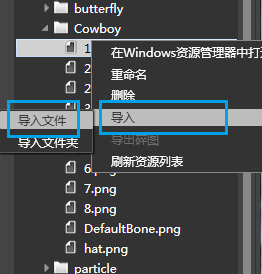 butterfly
Cowboy
1
在Windows资源管理器中打
2
重命名
2
删除
3
导入文件
导入
导入文件夹
导出碎图
6.png
刷新资源列表
7.png
8.png
DefaultBone.png
hat.png
particle